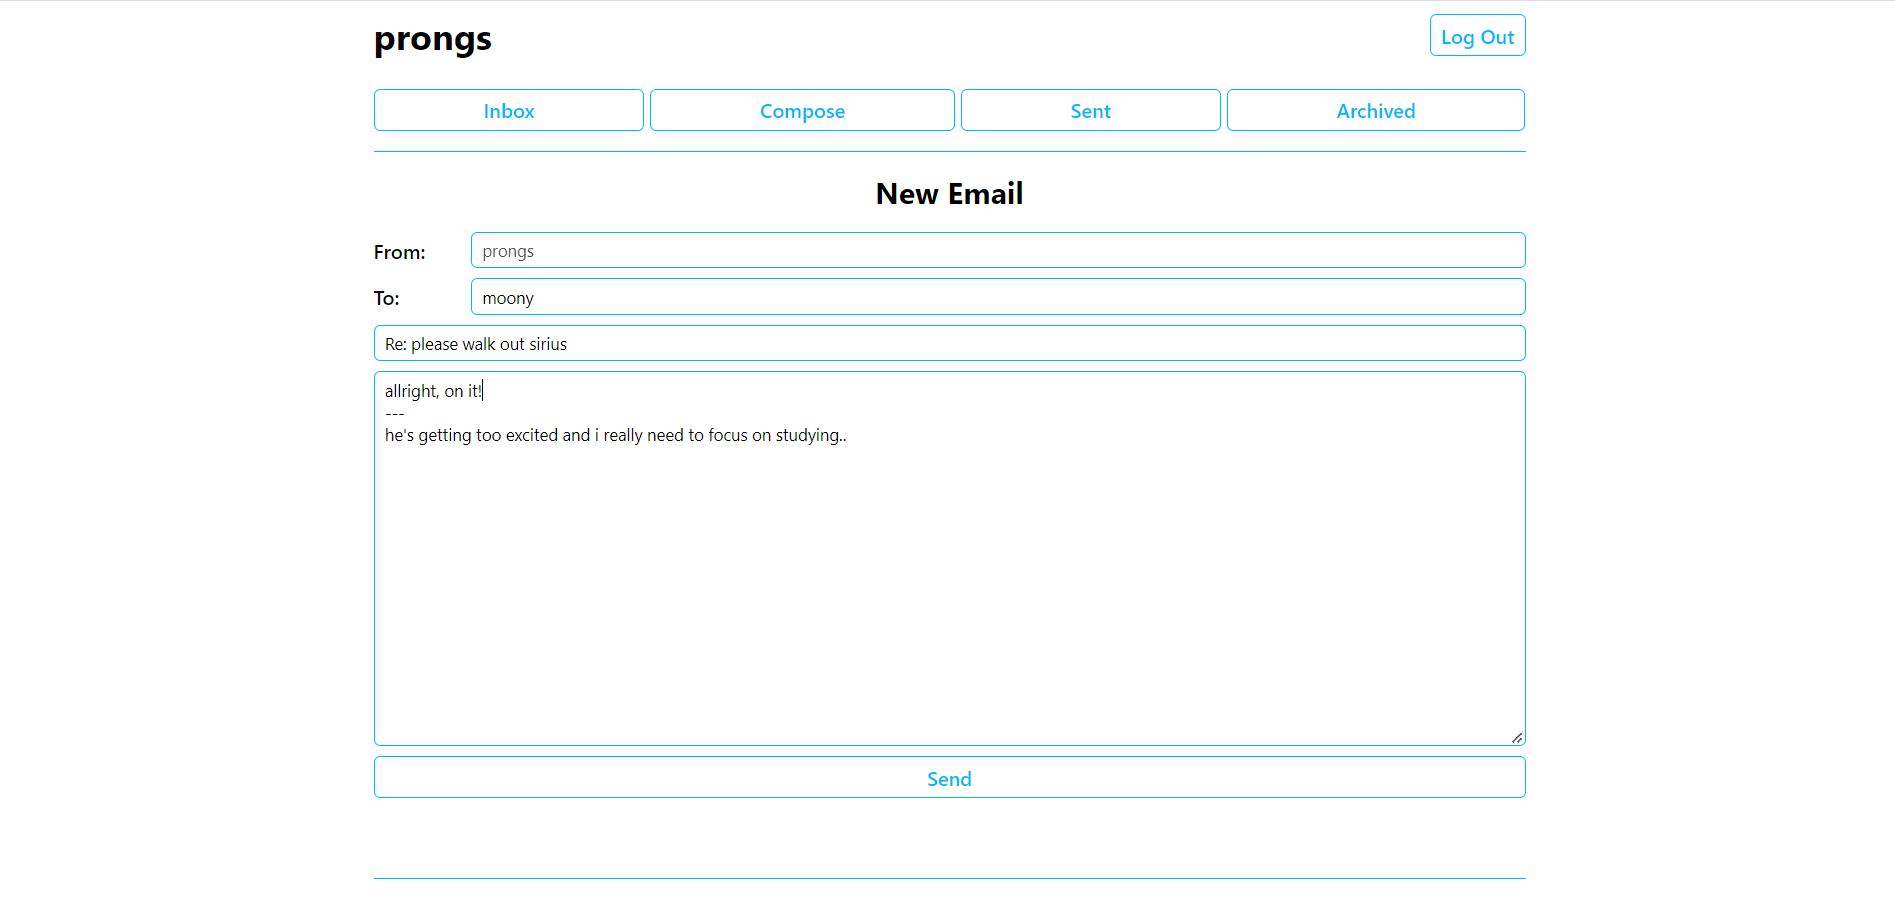 prongs
Log Out
Inbox
Compose
Sent
Archived
New Email
From:
prongs
To:
moony
Re: please walk out sirius
allright, on it!
---
he's getting too excited and i really need to focus on studying..
Send